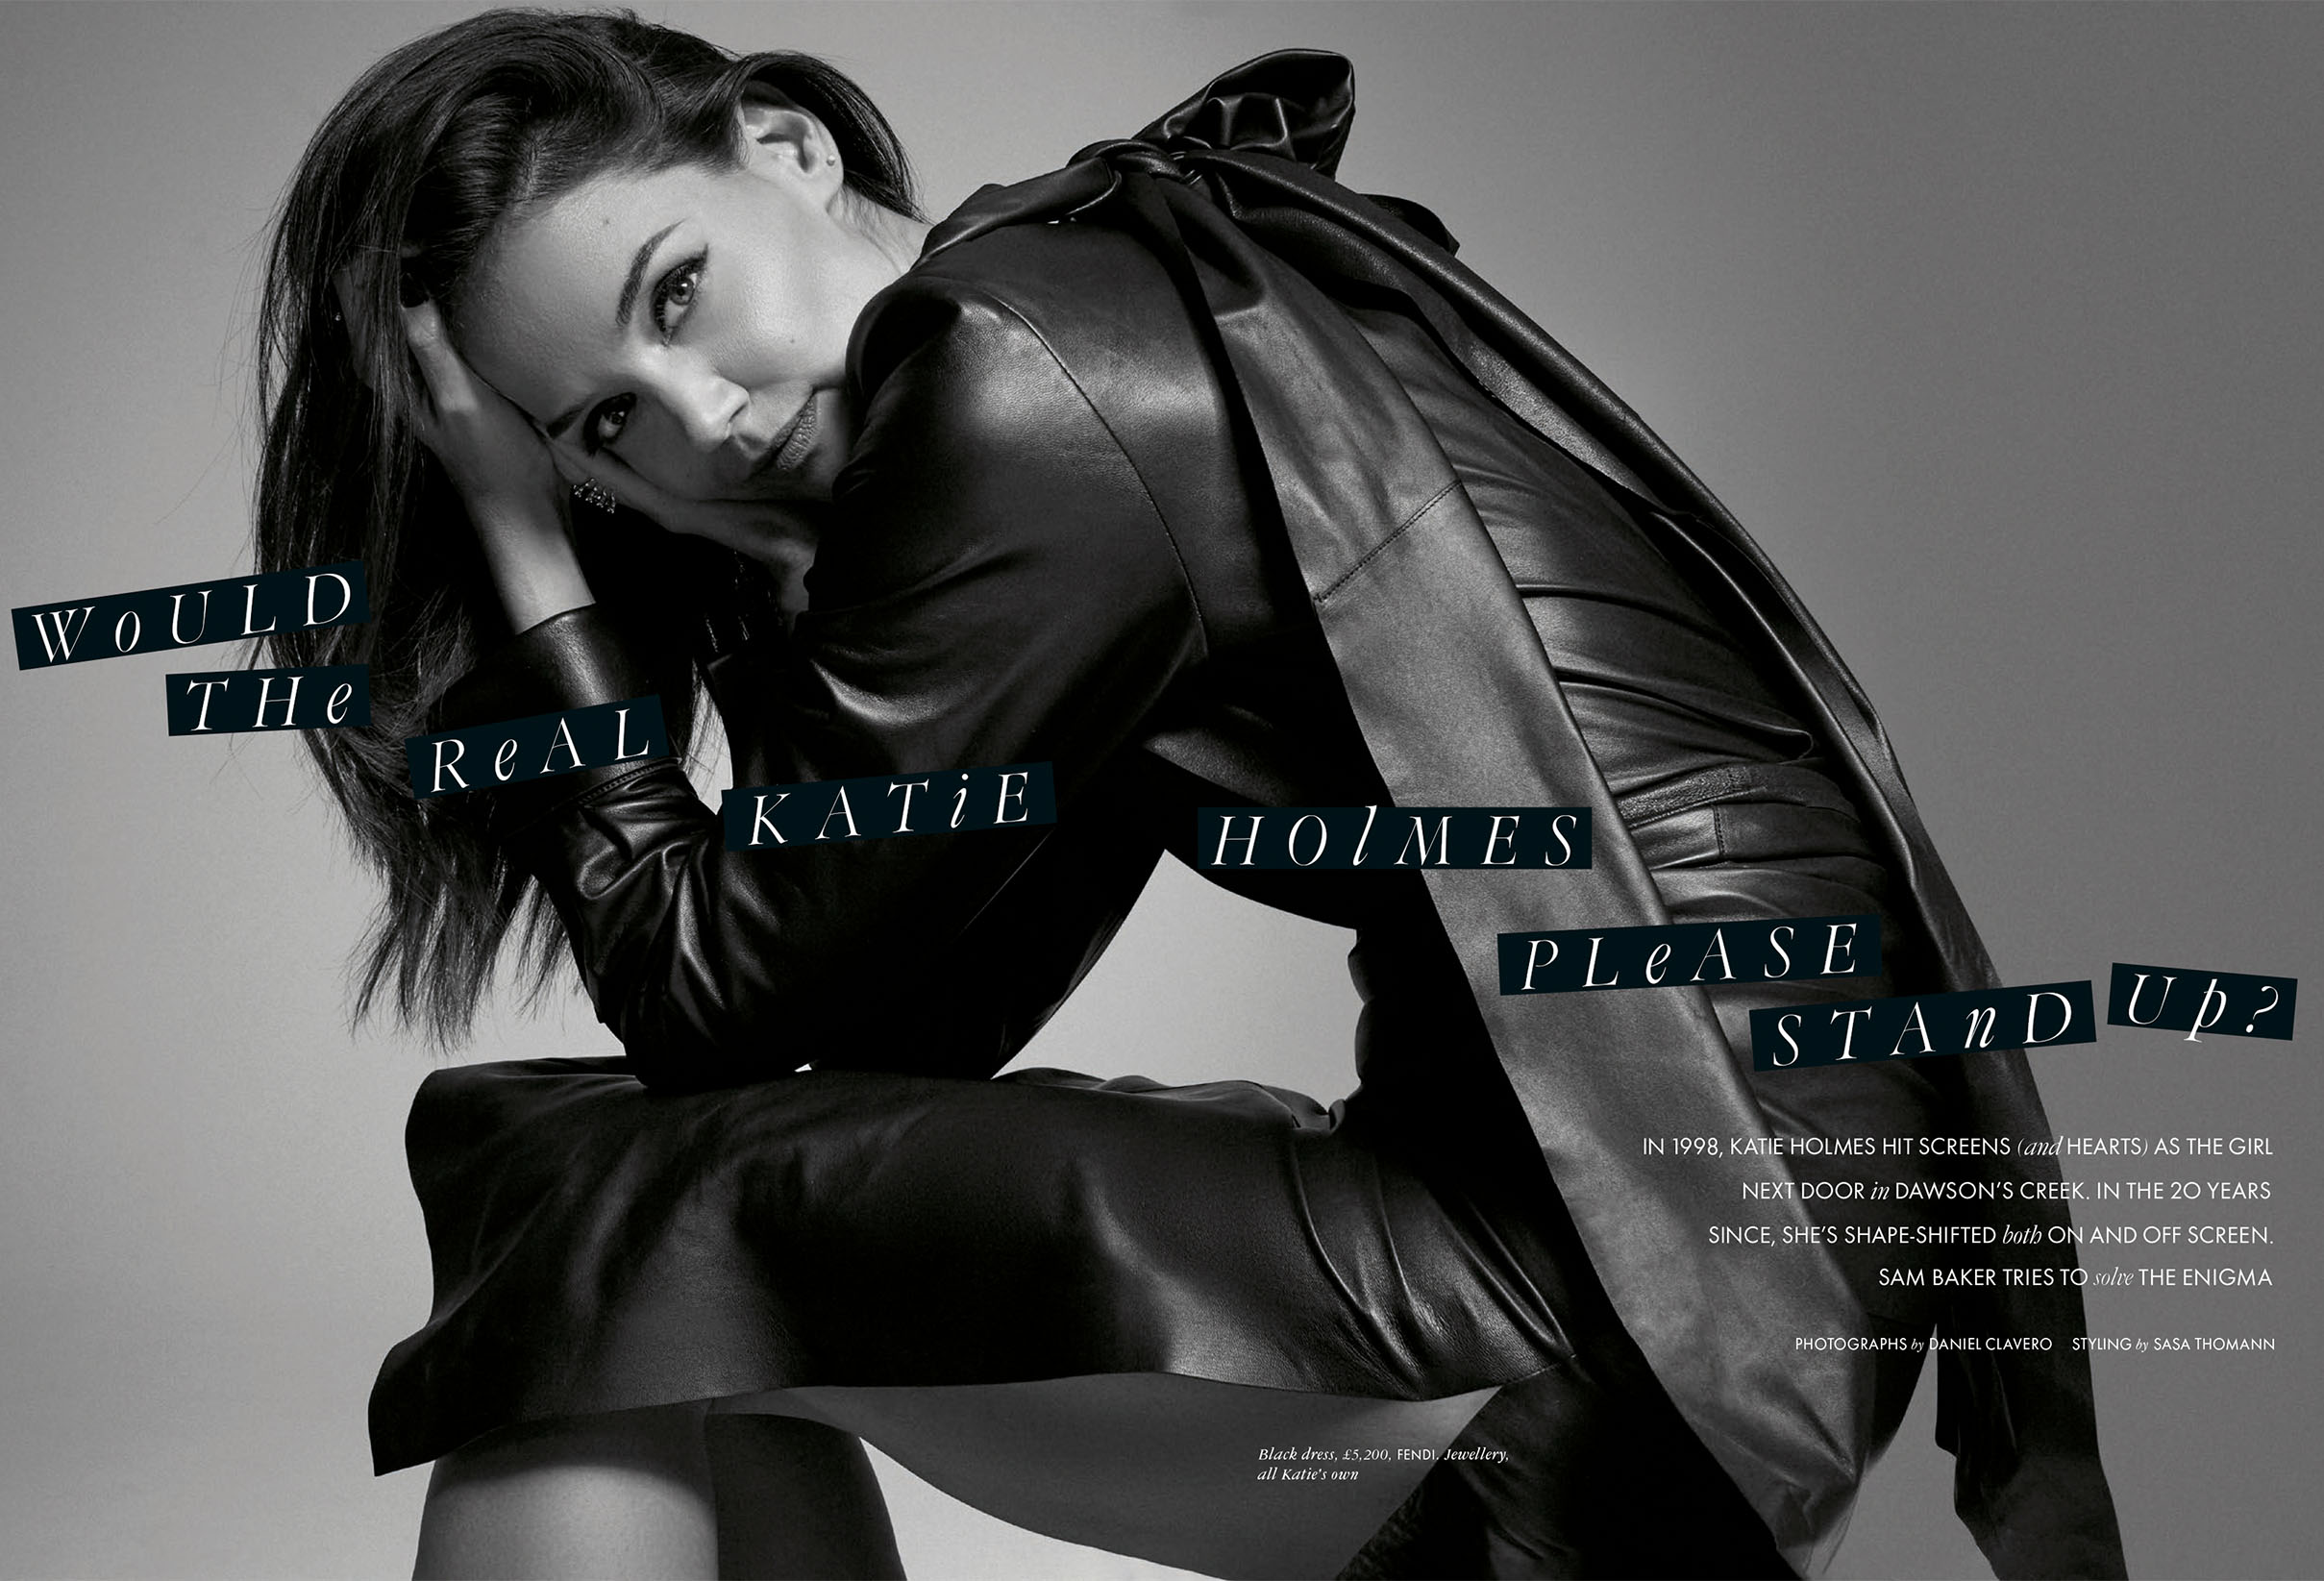 WoULD
THe
ReAL
KATiE
HOlMES
PLeASE
STAnD Up?
IN 1998, KATIE HOLMES HIT SCREENS (and HEARTS) AS THE GIRL
NEXT DOOR in DAWSON'S CREEK. IN THE 20 YEARS
SINCE, SHE'S SHAPE-SHIFTED both ON AND OFF SCREEN.
SAM BAKER TRIES TO solve THE ENIGMA
PHOTOGRAPHS by DANIEL CLAVERO STYLING by SASA THOMANN
Black dress, £5,200, FENDI. Jewellery,
all Katie's own